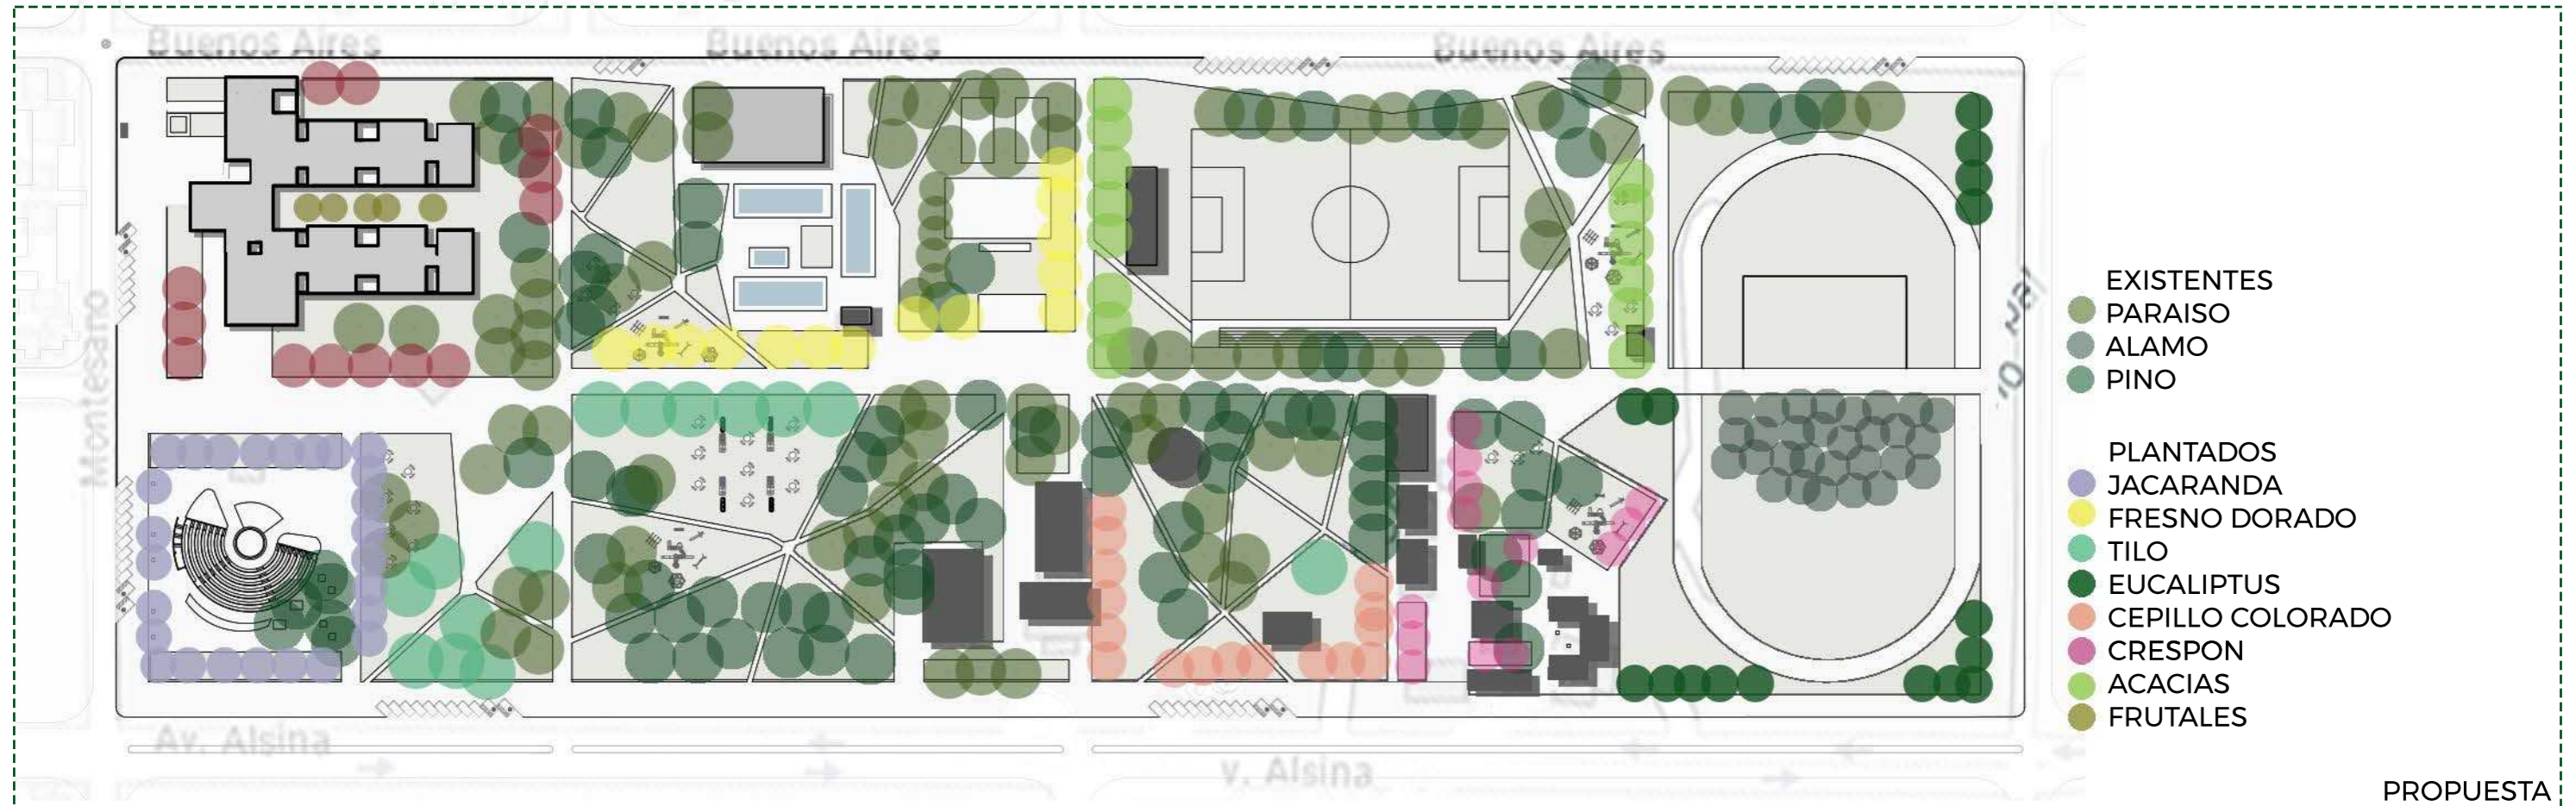 Buenos Aires
Buenos Aires
Buenos Aires
Montesano
EXISTENTES
PARAISO
ALAMO
PINO
PLANTADOS
JACARANDA
FRESNO DORADO
TILO
EUCALIPTUS
CEPILLO COLORADO
CRESPON
ACACIAS
FRUTALES
Av. Alsina
v. Alsina
PROPUESTA